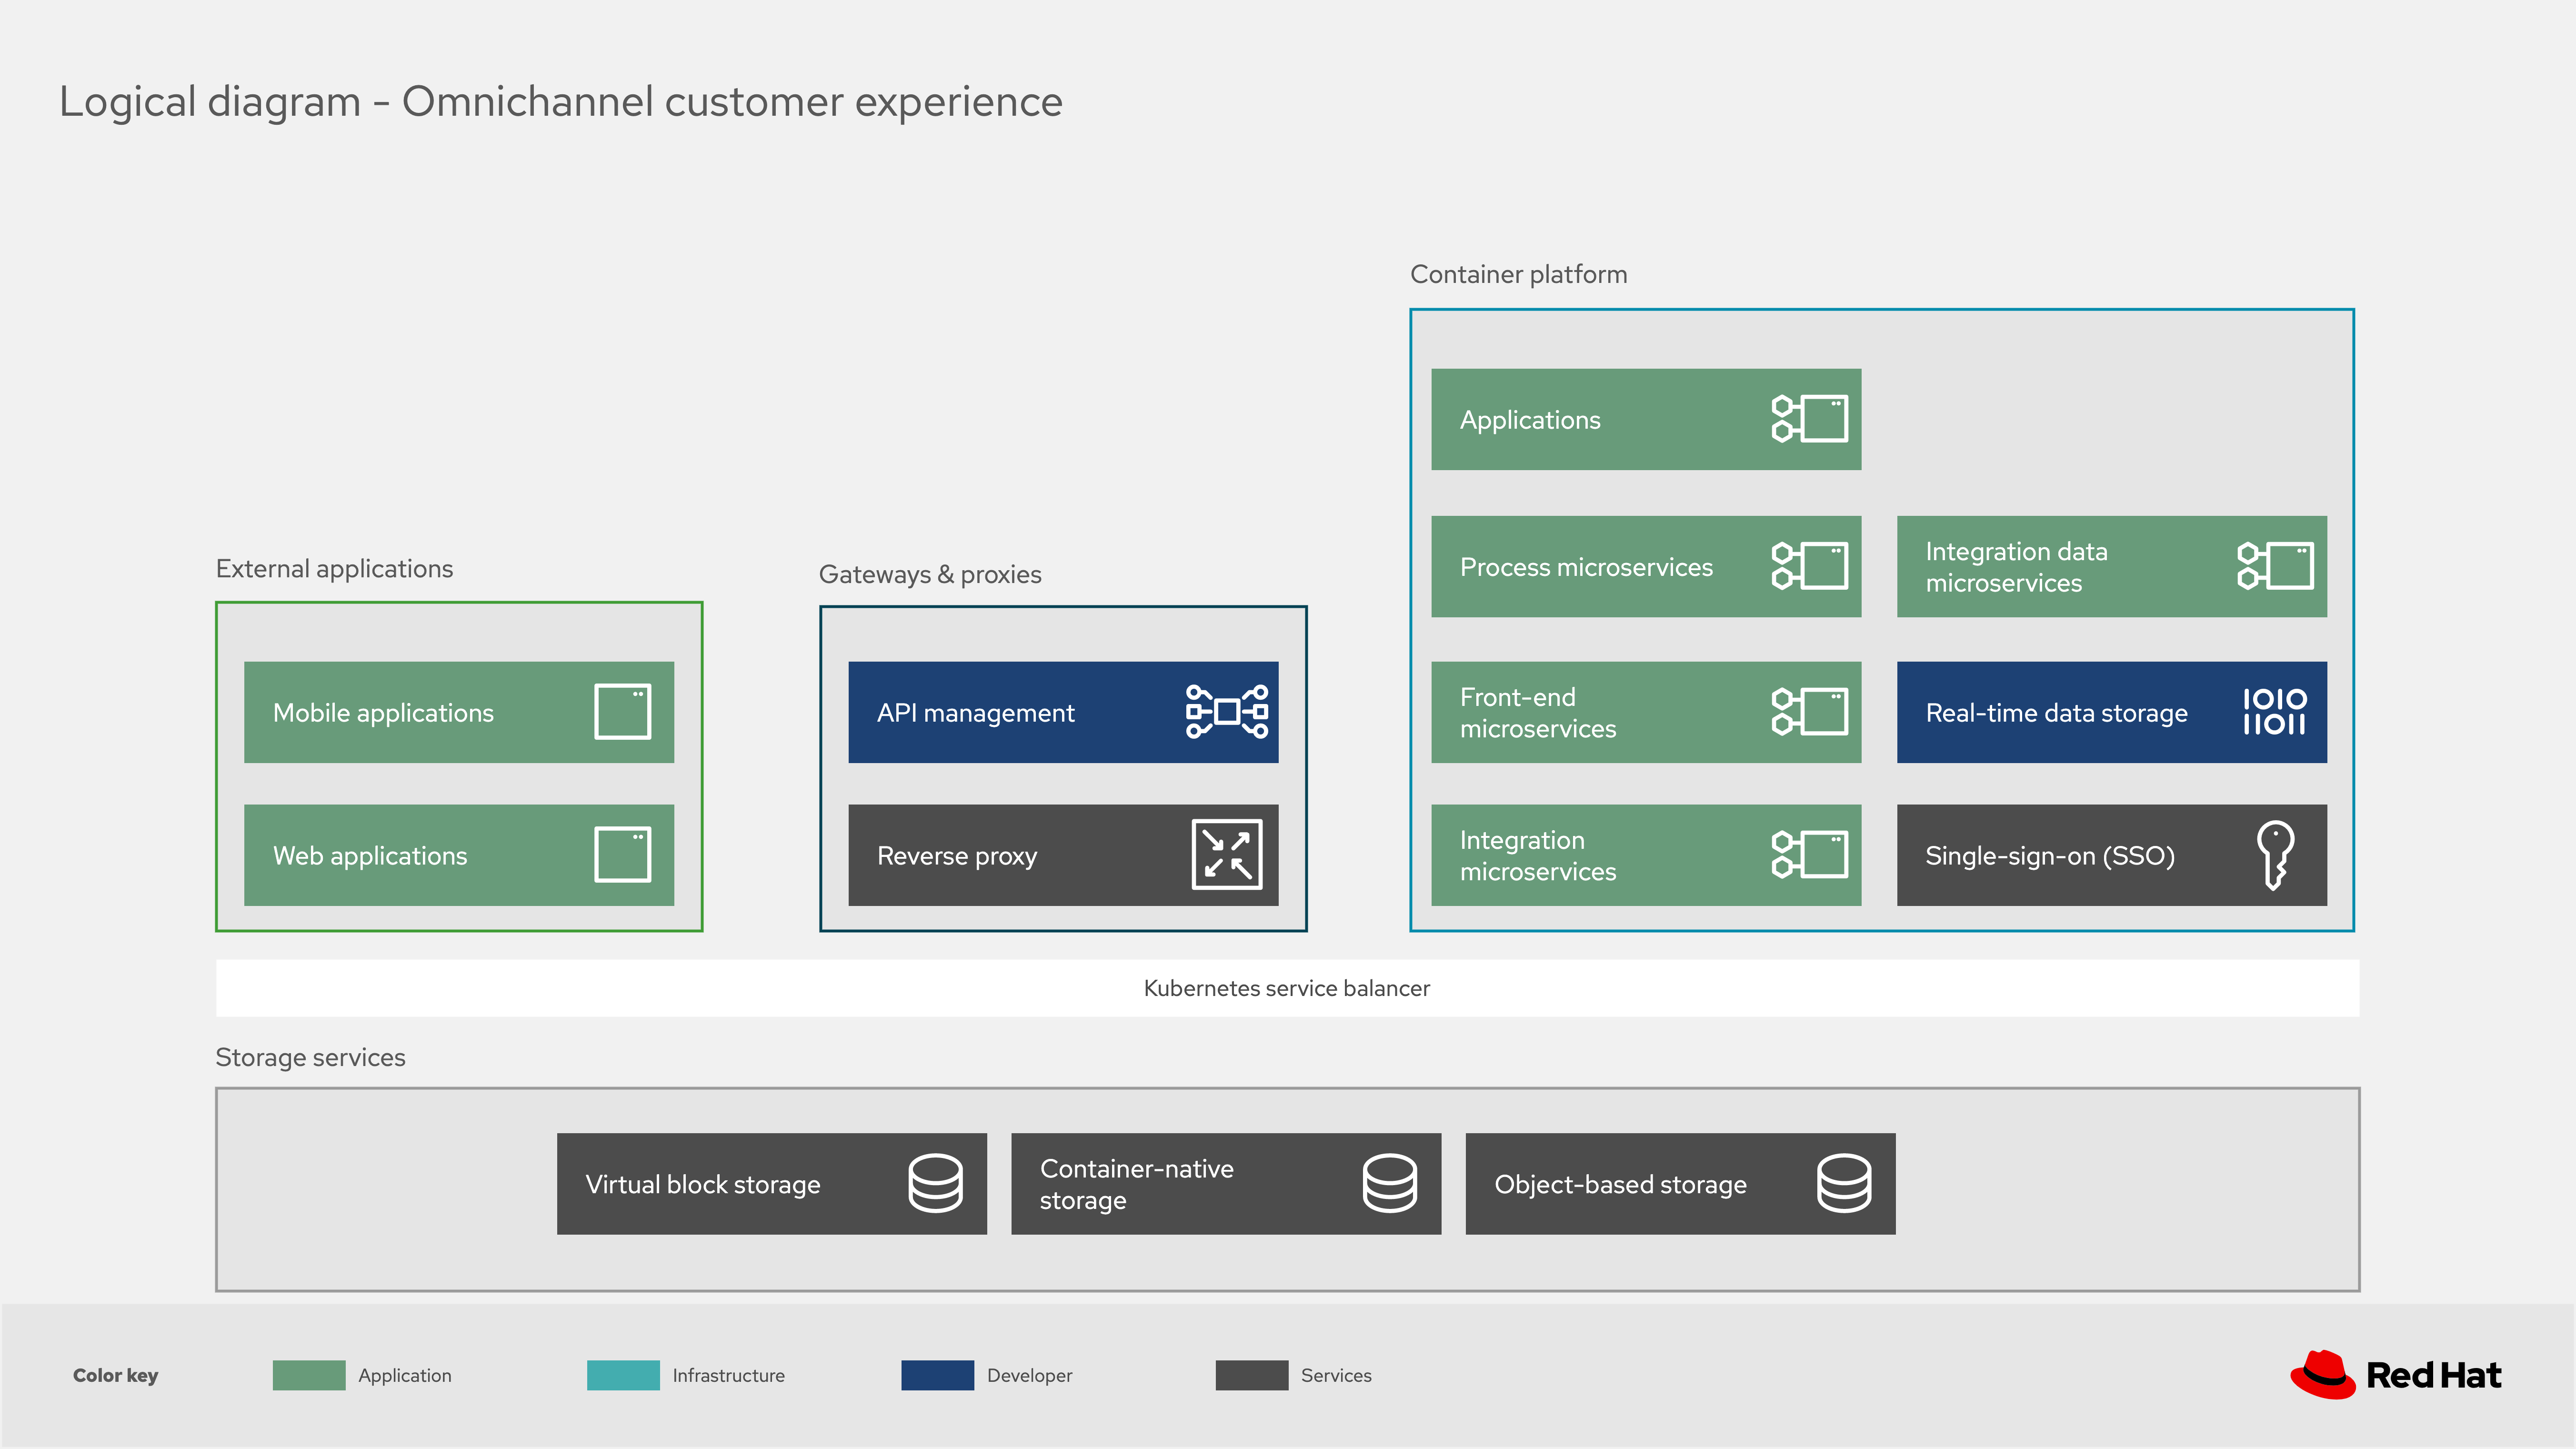 Logical diagram - Omnichannel customer experience
Container platform
Applications
Process microservices
Integration data
microservices
External applications
Gateways & proxies
Mobile applications
API management
Front-end
microservices
Real-time data storage
Web applications
Reverse proxy
Integration
microservices
Single-sign-on (SSO)
Kubernetes service balancer
Storage services
Virtual block storage
Container-native
storage
Object-based storage
Color key
Application
Infrastructure
Developer
Services
Red Hat